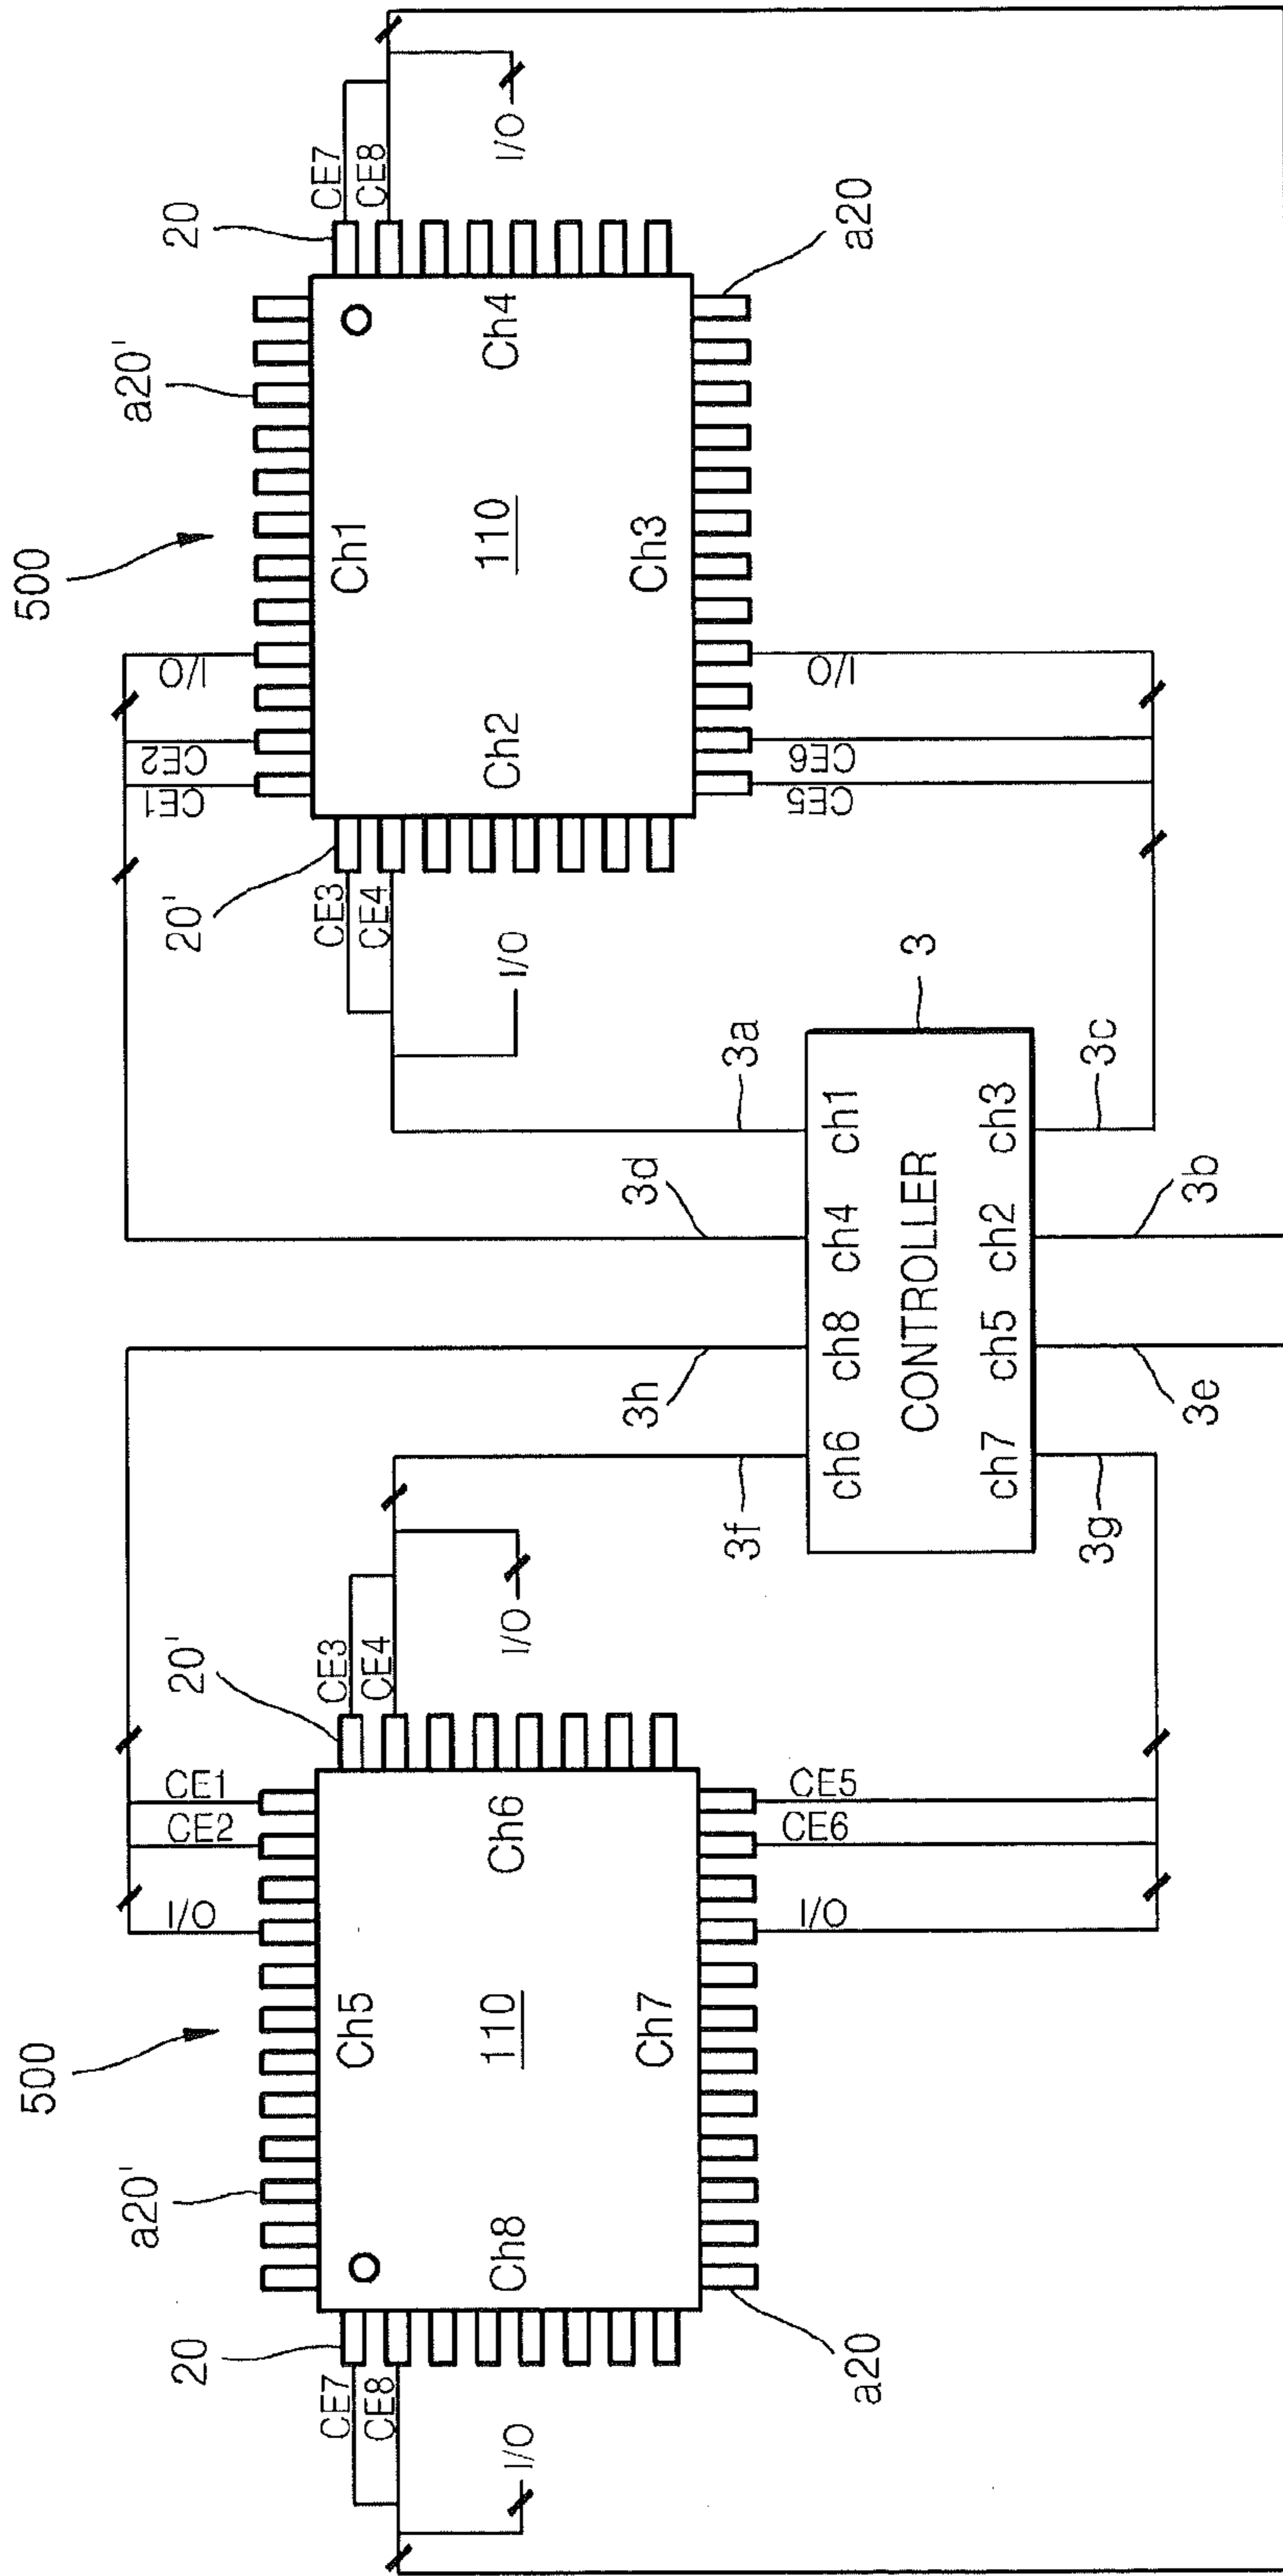 500
500
a20'
a20'
20
20'
20'
20
CE7
CE8
I/O
CE1
CE2
I/O
CE3
CE4
I/O
CE3
CE4
I/O
CE1
CE2
I/O
CE7
CE8
I/O
Ch5
Ch8
110
Ch6
Ch7
Ch1
Ch2
110
Ch4
Ch3
a20
CE6
CE5
I/O
a20
I/O
CE5
CE6
3f
3h
3d
3a
3
ch6
ch8
ch4
ch1
CONTROLLER
ch7
ch5
ch2
ch3
3g
3e
3b
3c